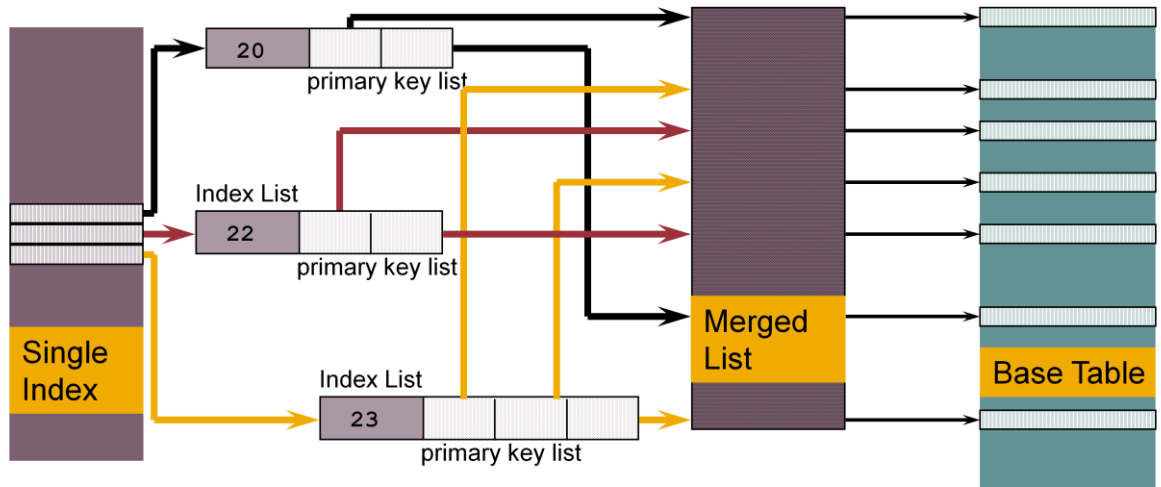 20
primary key list
Index List
22
primary key list
Single
Index
Merged
List
Base Table
Index List
23
primary key list